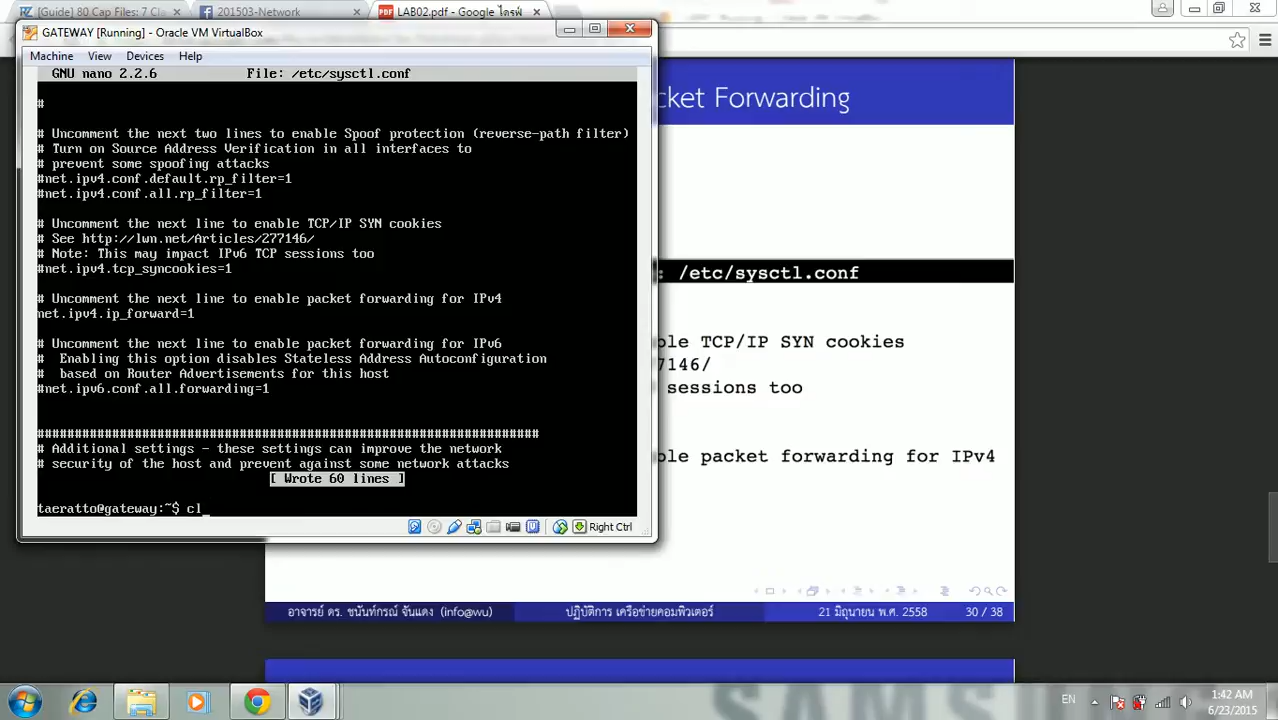 [Guide] 80 Cap Files: 7 Cla
201503-Network
LAB02.pdf - Google ไดรฟ์
GATEWAY [Running] - Oracle VM VirtualBox
Machine View Devices Help
GNU nano 2.2.6 File: /etc/sysctl.conf
#
# Uncomment the next two lines to enable Spoof protection (reverse-path filter)
# Turn on Source Address Verification in all interfaces to
# prevent some spoofing attacks
#net.ipv4.conf.default.rp_filter=1
#net.ipv4.conf.all.rp_filter=1
# Uncomment the next line to enable TCP/IP SYN cookies
# See http://lwn.net/Articles/277146/
# Note: This may impact IPv6 TCP sessions too
#net.ipv4.tcp_syncookies=1
# Uncomment the next line to enable packet forwarding for IPv4
net.ipv4.ip_forward=1
# Uncomment the next line to enable packet forwarding for IPv6
#  Enabling this option disables Stateless Address Autoconfiguration
#  based on Router Advertisements for this host
#net.ipv6.conf.all.forwarding=1
###################################################################
# Additional settings - these settings can improve the network
# security of the host and prevent against some network attacks
[ Wrote 60 lines ]
taeratto@gateway:~$ cl_
Right Ctrl
cket Forwarding
: /etc/sysctl.conf
ble TCP/IP SYN cookies
7146/
sessions too
ble packet forwarding for IPv4
อาจารย์ ดร. ชนันท์กรณ์ จันแดง (info@wu)
ปฏิบัติการ เครือข่ายคอมพิวเตอร์
21 มิถุนายน พ.ศ. 2558
30 / 38
SAMSUNG
EN
1:42 AM
6/23/2015